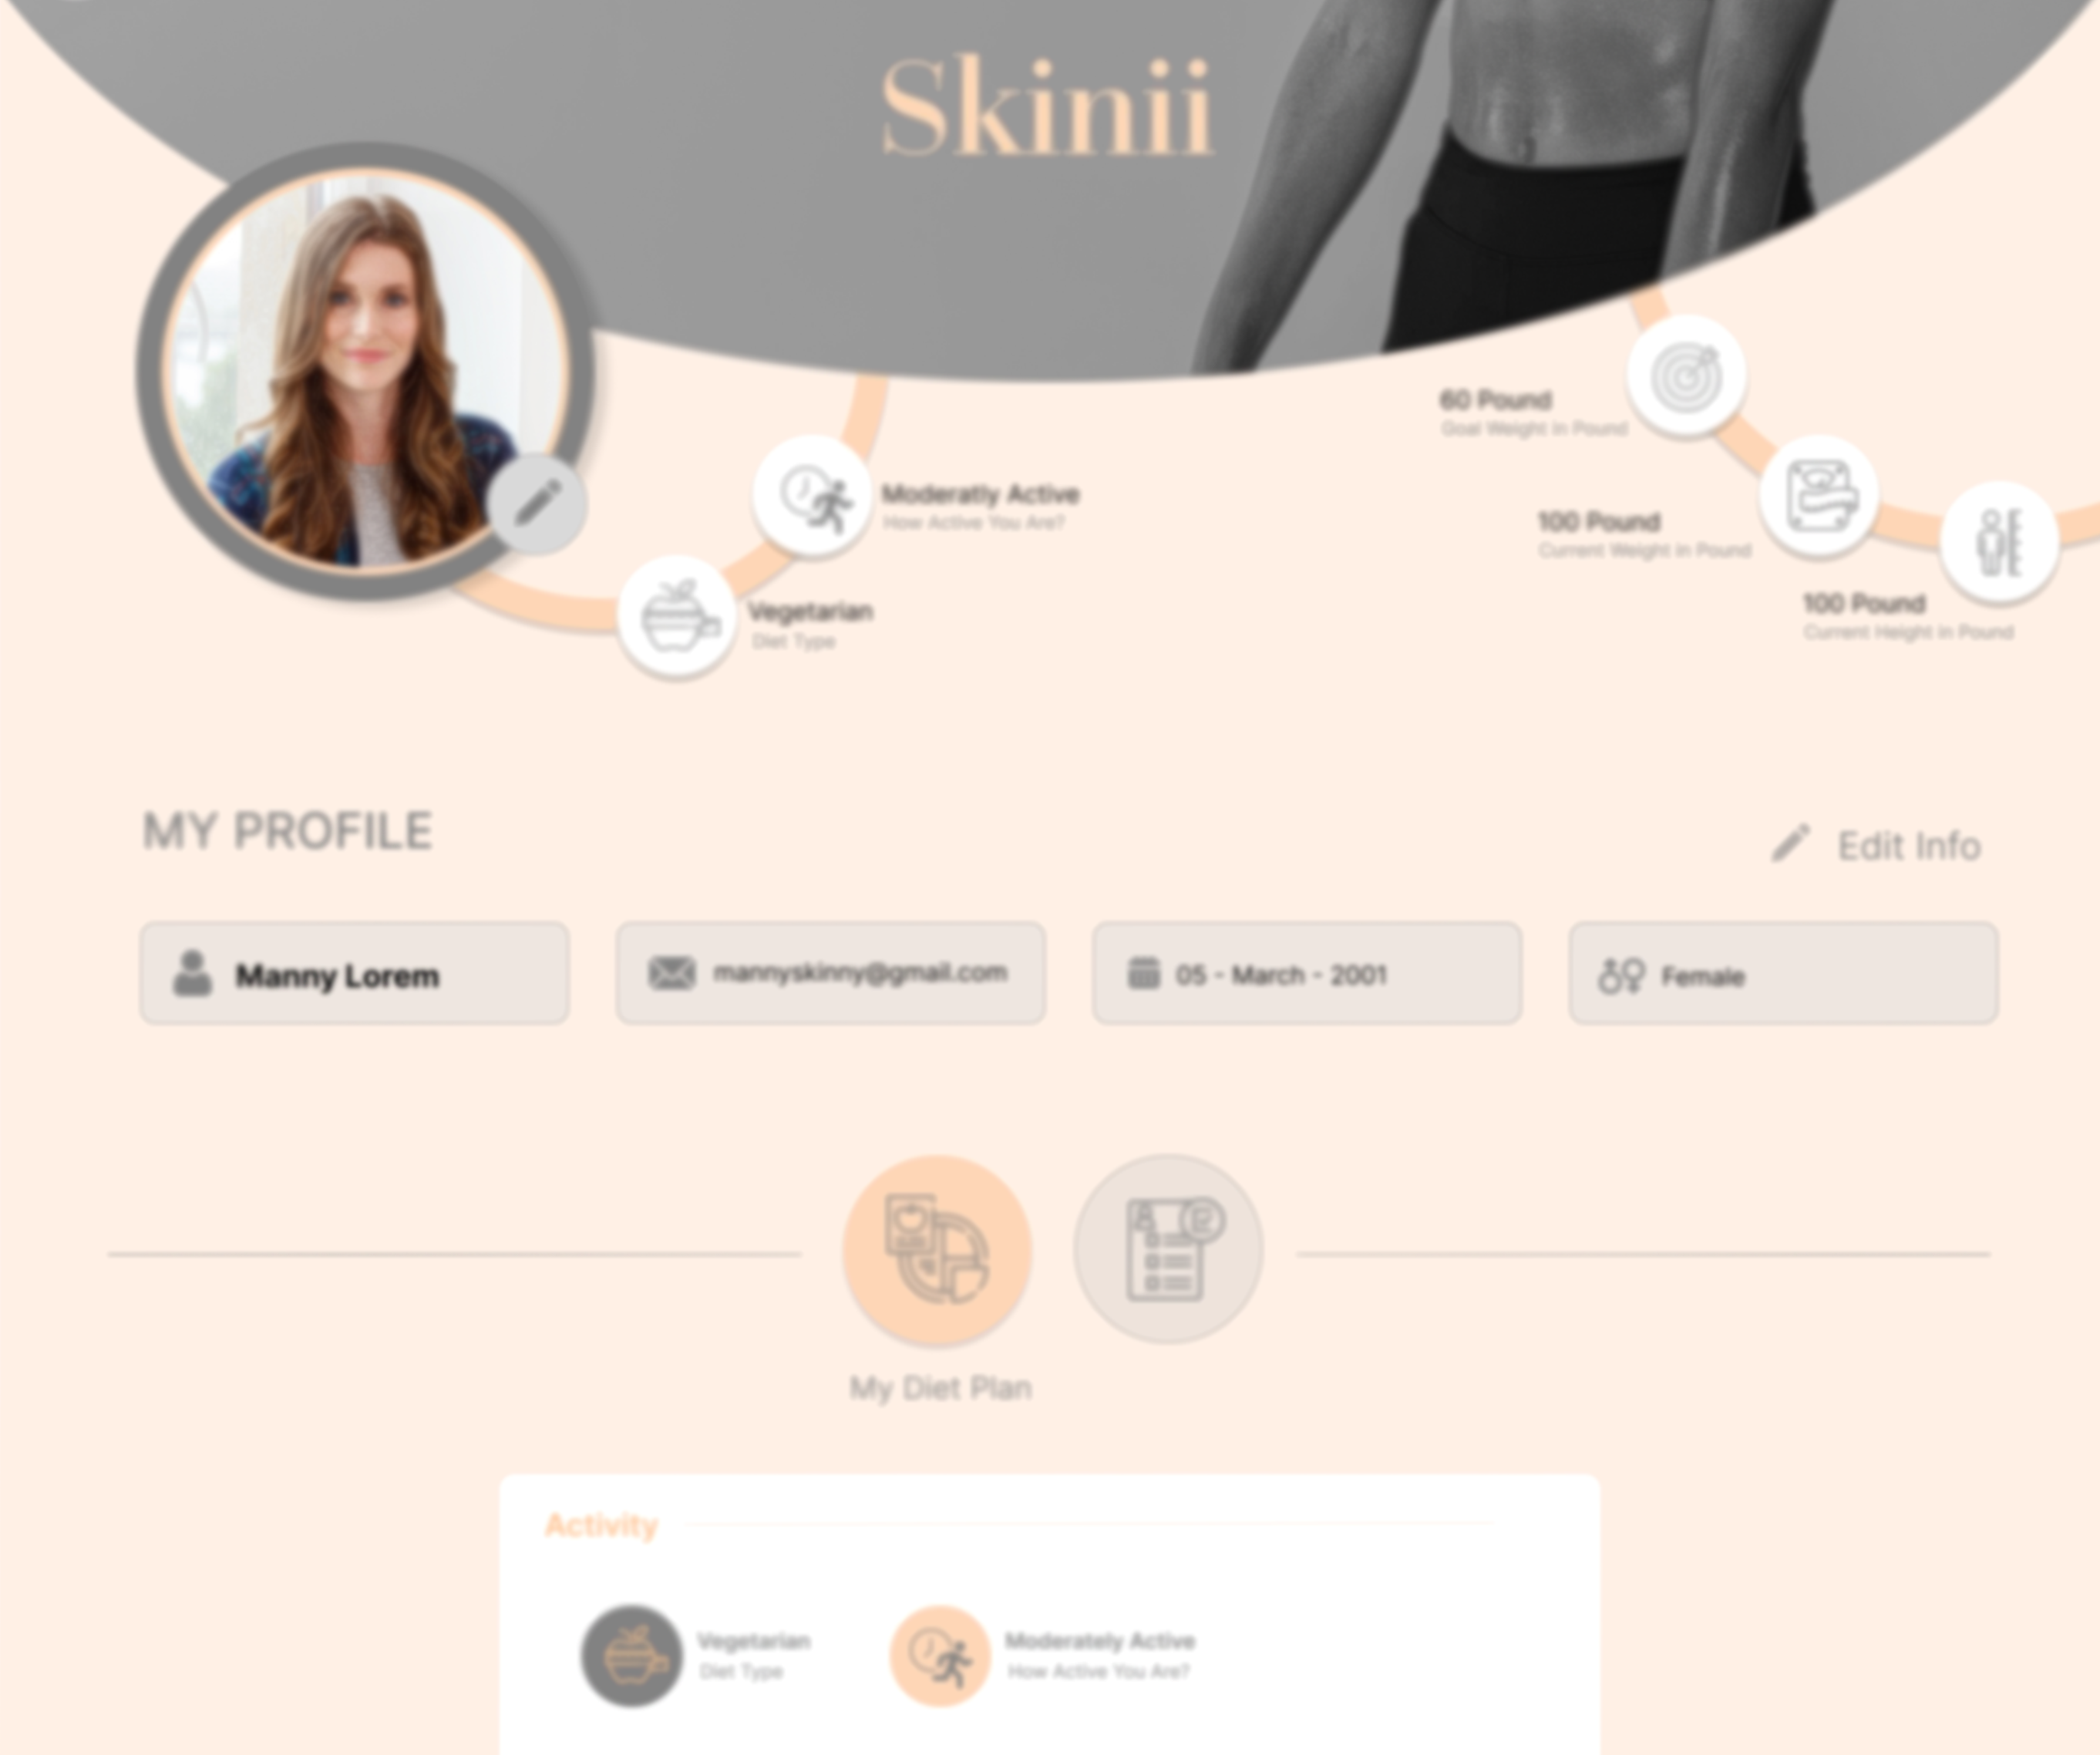 Skinii
60 Pound
Goal Weight in Pound
Moderatly Active
How Active You Are?
100 Pound
Current Weight in Pound
Vegetarian
Diet Type
100 Pound
Current Height in Pound
MY PROFILE
Edit Info
Manny Lorem
mannyskinny@gmail.com
05 - March - 2001
Female
My Diet Plan
Activity
Vegetarian
Diet Type
Moderately Active
How Active You Are?